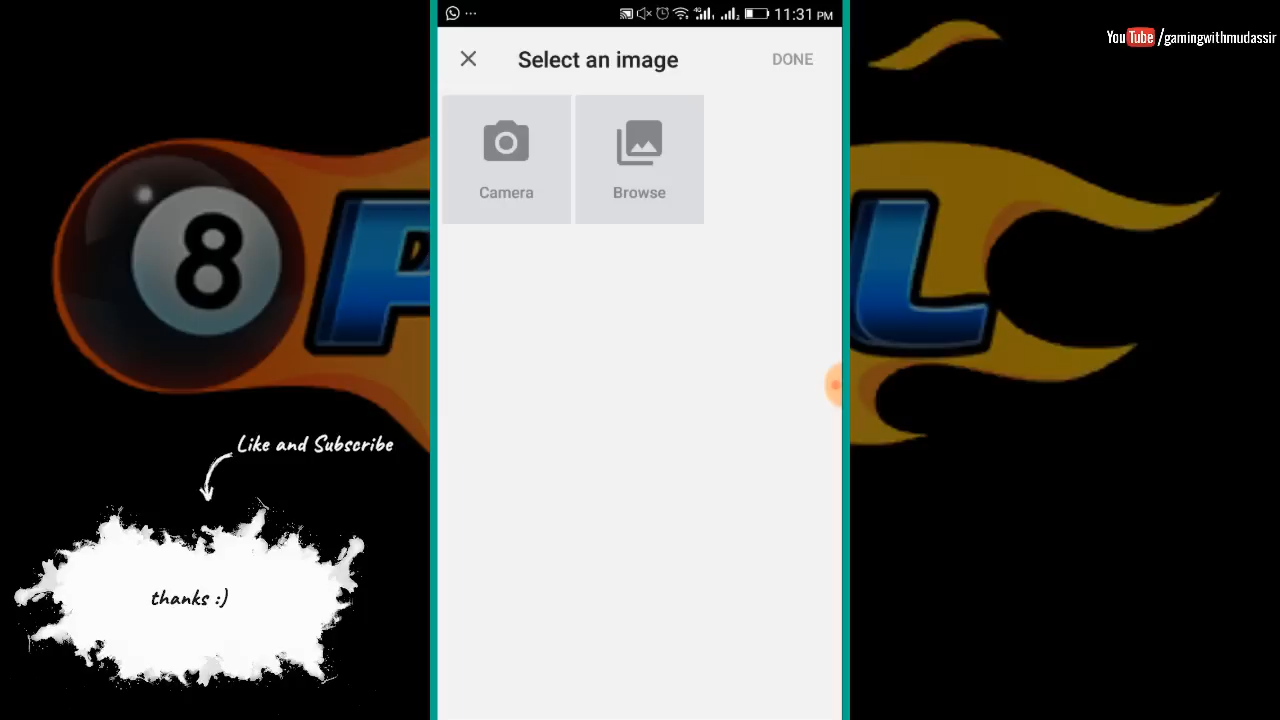 11:31 PM
YouTube /gamingwithmudassir
Select an image
DONE
Camera
Browse
8
P
L
Like and Subscribe
thanks :)